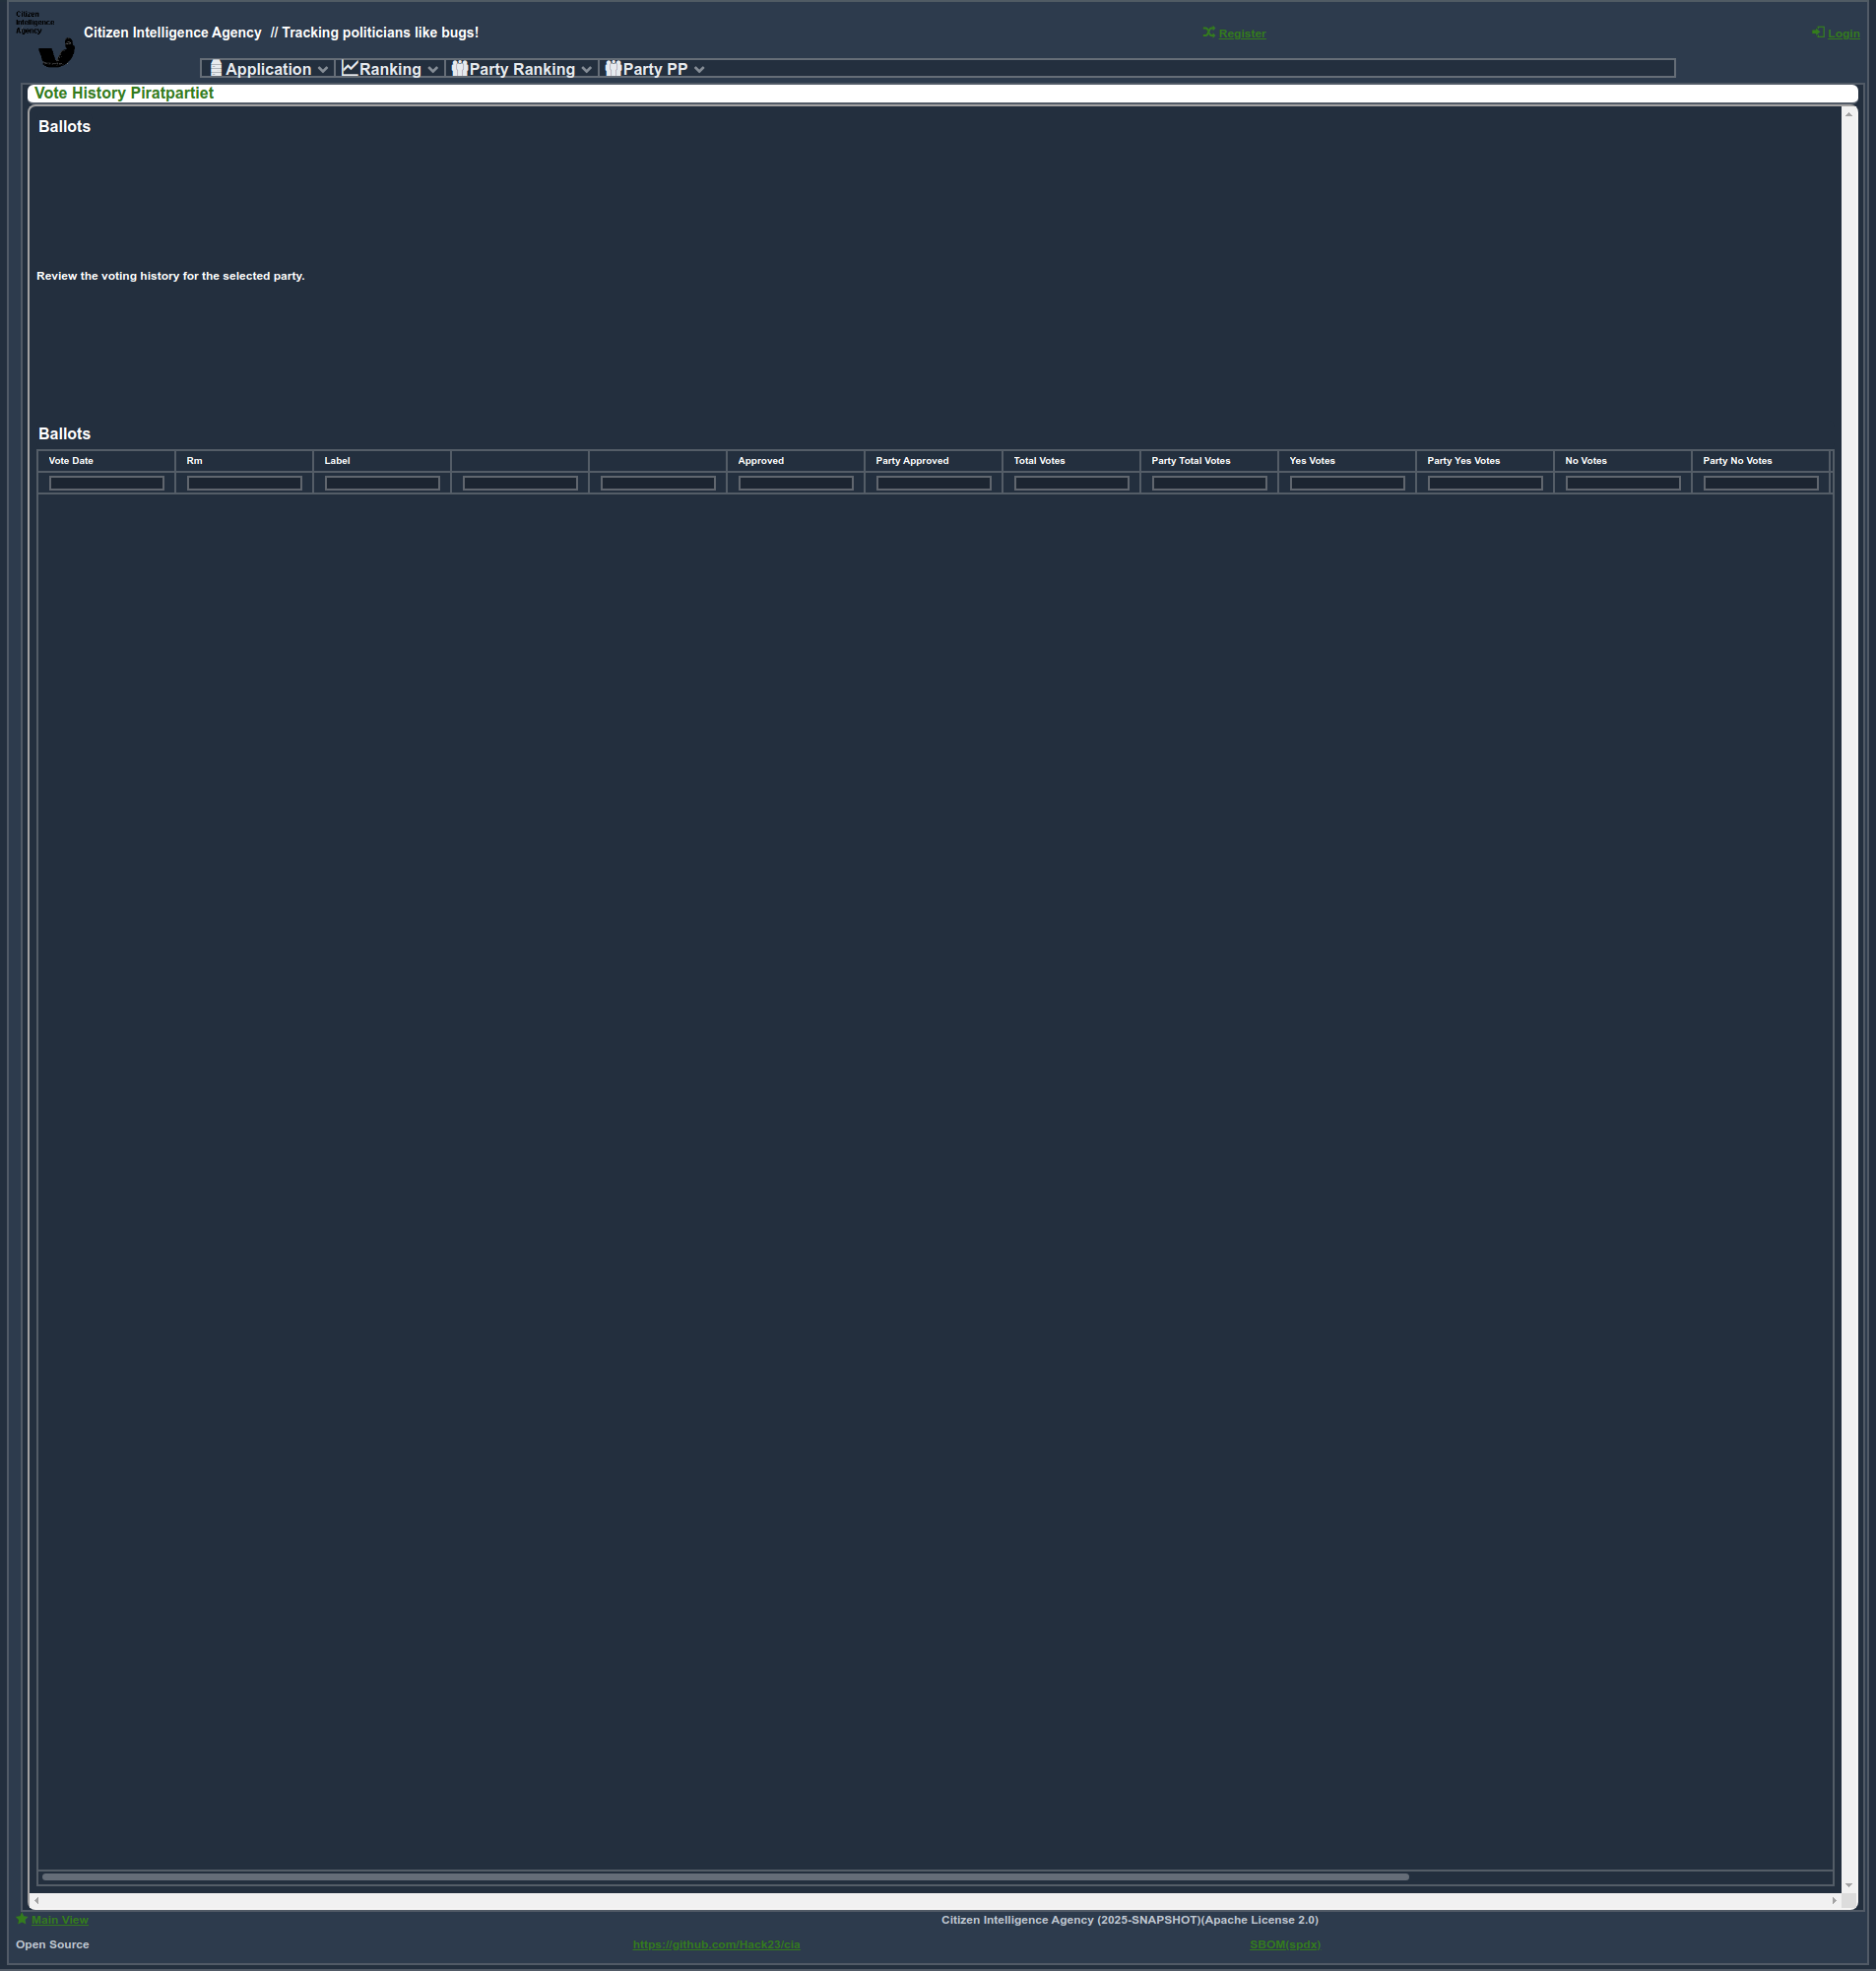 Citizen
Intelligence
Agency
Citizen Intelligence Agency // Tracking politicians like bugs!
Register
Login
Application
Ranking
Party Ranking
Party PP
Vote History Piratpartiet
Ballots
Review the voting history for the selected party.
Ballots
Vote Date Rm Label Approved Party Approved Total Votes Party Total Votes Yes Votes Party Yes Votes No Votes Party No Votes
Main View
Citizen Intelligence Agency (2025-SNAPSHOT)(Apache License 2.0)
Open Source
https://github.com/Hack23/cia
SBOM(spdx)